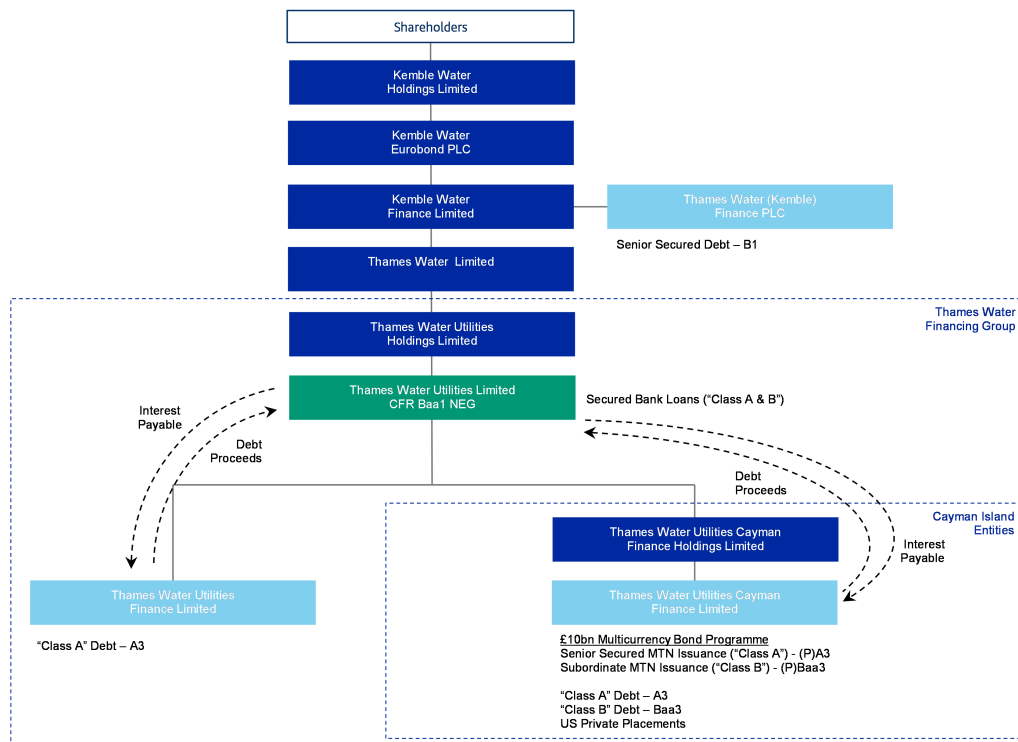 Shareholders
Kemble Water
Holdings Limited
Kemble Water
Eurobond PLC
Kemble Water
Finance Limited
Thames Water (Kemble)
Finance PLC
Senior Secured Debt – B1
Thames Water Limited
Thames Water
Financing Group
Thames Water Utilities
Holdings Limited
Thames Water Utilities Limited
CFR Baa1 NEG
Secured Bank Loans (“Class A & B”)
Interest
Payable
Debt
Proceeds
Debt
Proceeds
Cayman Island
Entities
Thames Water Utilities Cayman
Finance Holdings Limited
Interest
Payable
Thames Water Utilities
Finance Limited
Thames Water Utilities Cayman
Finance Limited
“Class A” Debt – A3
£10bn Multicurrency Bond Programme
Senior Secured MTN Issuance (“Class A”) - (P)A3
Subordinate MTN Issuance (“Class B”) - (P)Baa3
“Class A” Debt – A3
“Class B” Debt – Baa3
US Private Placements